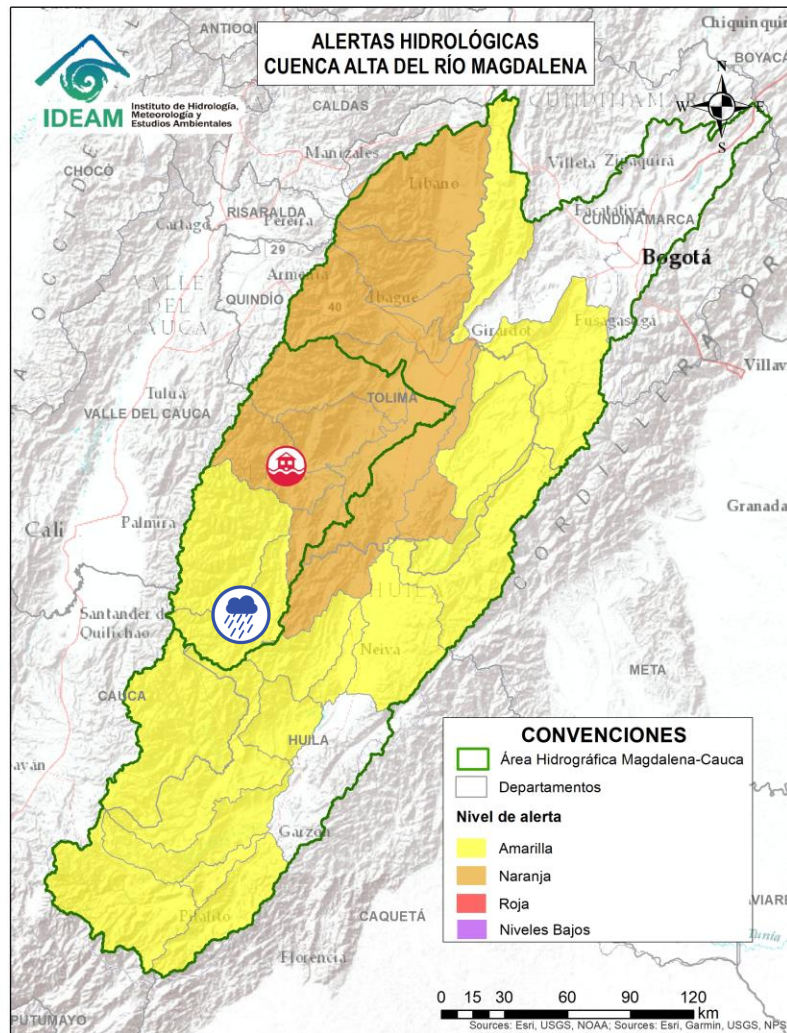 ALERTAS HIDROLÓGICAS
CUENCA ALTA DEL RÍO MAGDALENA
IDEAM
Instituto de Hidrología,
Meteorología y
Estudios Ambientales
N
W
E
S
ANTIOQUIA
Chiquinquirá
BOYACÁ
CALDAS
CUNDINAMARCA
Manizales
Líbano
Villeta
Zipaquirá
CHOCÓ
RISARALDA
Pereira
Cartago
Facatativá
CUNDINAMARCA
29
Armenia
Bogotá
VALLE
DEL
CAUCA
QUINDÍO
40
Ibagué
Girardot
Fusagasugá
Tuluá
VALLE DEL CAUCA
TOLIMA
Cali
Palmira
CORDILLERA
Granada
HUILA
Santander de
Quilichao
Neiva
META
CAUCA
HUILA
Garzón
Pitalito
CAQUETÁ
Florencia
PUTUMAYO
CONVENCIONES
Área Hidrográfica Magdalena-Cauca
Departamentos
Nivel de alerta
Amarilla
Naranja
Roja
Niveles Bajos
0 15 30 60 90 120
km
Sources: Esri, USGS, NOAA; Sources: Esri, Garmin, USGS, NPS